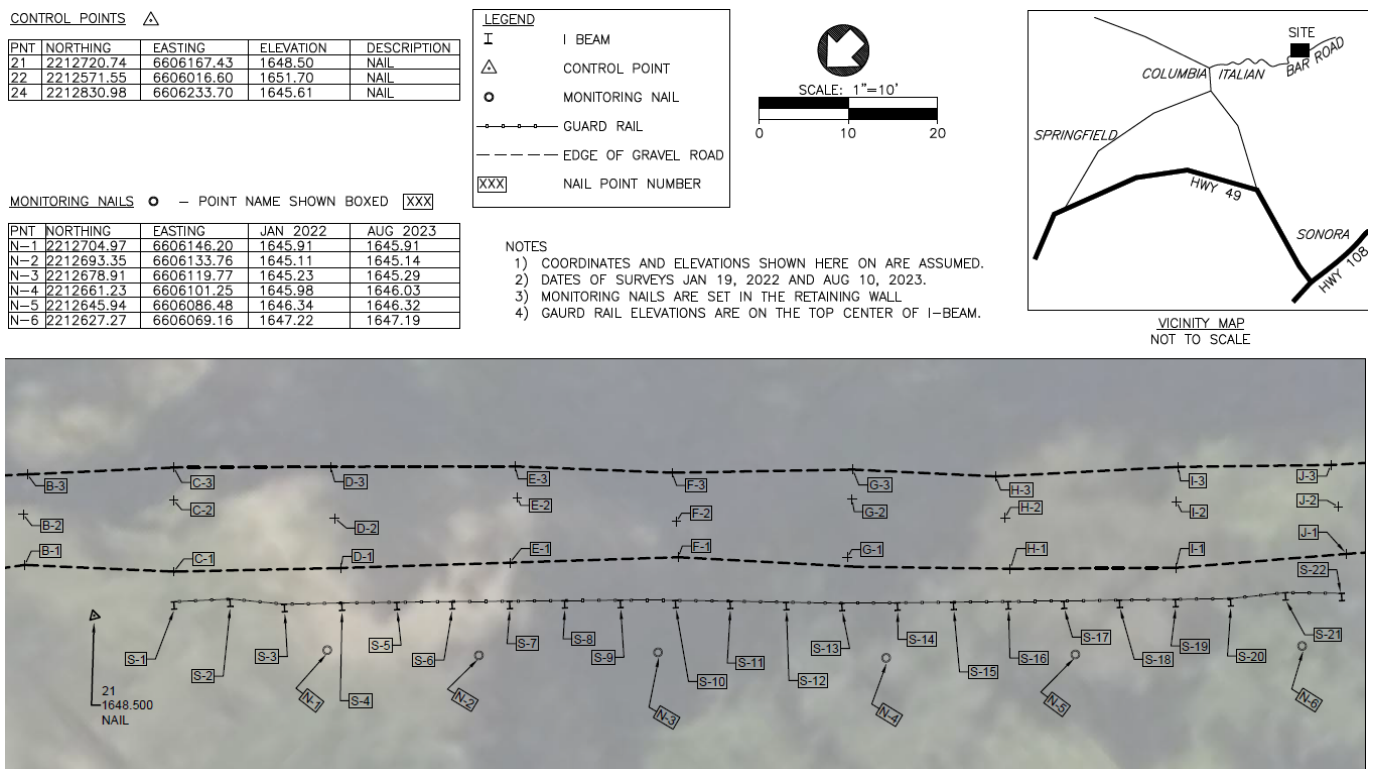 CONTROL POINTS
PNT NORTHING EASTING ELEVATION DESCRIPTION
21 2212720.74 6606167.43 1648.50 NAIL
22 2212571.55 6606016.60 1651.70 NAIL
24 2212830.98 6606233.70 1645.61 NAIL
MONITORING NAILS – POINT NAME SHOWN BOXED XXX
PNT NORTHING EASTING JAN 2022 AUG 2023
N-1 2212704.97 6606146.20 1645.91 1645.91
N-2 2212693.35 6606133.76 1645.11 1645.14
N-3 2212678.91 6606119.77 1645.23 1645.29
N-4 2212661.23 6606101.25 1645.98 1646.03
N-5 2212645.94 6606086.48 1646.34 1646.32
N-6 2212627.27 6606069.16 1647.22 1647.19
LEGEND
I BEAM
CONTROL POINT
MONITORING NAIL
GUARD RAIL
EDGE OF GRAVEL ROAD
XXX NAIL POINT NUMBER
SCALE: 1"=10'
0 10 20
NOTES
1) COORDINATES AND ELEVATIONS SHOWN HERE ON ARE ASSUMED.
2) DATES OF SURVEYS JAN 19, 2022 AND AUG 10, 2023.
3) MONITORING NAILS ARE SET IN THE RETAINING WALL
4) GAURD RAIL ELEVATIONS ARE ON THE TOP CENTER OF I-BEAM.
SITE
COLUMBIA ITALIAN BAR ROAD
SPRINGFIELD
HWY 49
SONORA
HWY 108
VICINITY MAP
NOT TO SCALE
B-3 C-3 D-3 E-3 F-3 G-3 H-3 I-3 J-3
B-2 C-2 D-2 E-2 F-2 G-2 H-2 I-2 J-2
B-1 C-1 D-1 E-1 F-1 G-1 H-1 I-1 J-1
S-1 S-2 S-3 S-4 S-5 S-6 S-7 S-8 S-9 S-10 S-11 S-12 S-13 S-14 S-15 S-16 S-17 S-18 S-19 S-20 S-21 S-22
N-1 N-2 N-3 N-4 N-5 N-6
21
1648.500
NAIL